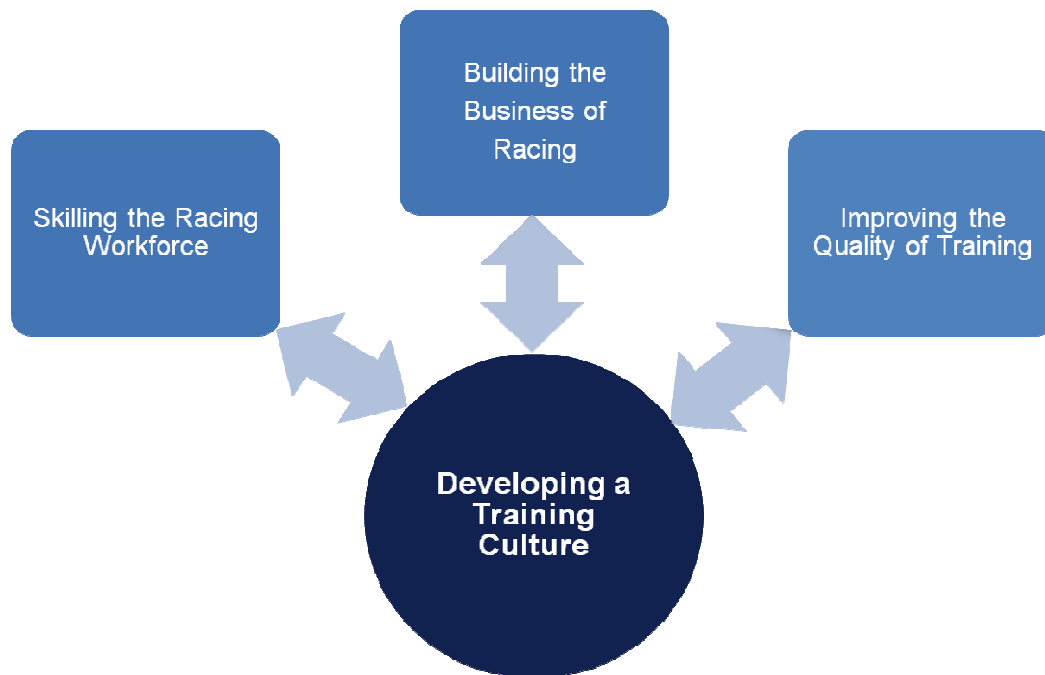 Building the
Business of
Racing
Skilling the Racing
Workforce
Improving the
Quality of Training
Developing a
Training
Culture